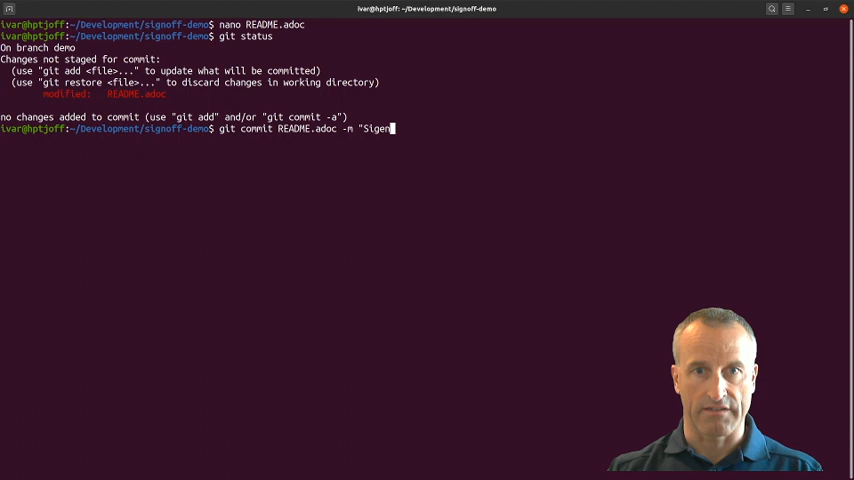 ivar@hptjoff: ~/Development/signoff-demo
ivar@hptjoff:~/Development/signoff-demo$ nano README.adoc
ivar@hptjoff:~/Development/signoff-demo$ git status
On branch demo
Changes not staged for commit:
(use "git add <file>..." to update what will be committed)
(use "git restore <file>..." to discard changes in working directory)
modified: README.adoc
no changes added to commit (use "git add" and/or "git commit -a")
ivar@hptjoff:~/Development/signoff-demo$ git commit README.adoc -m "Sigen